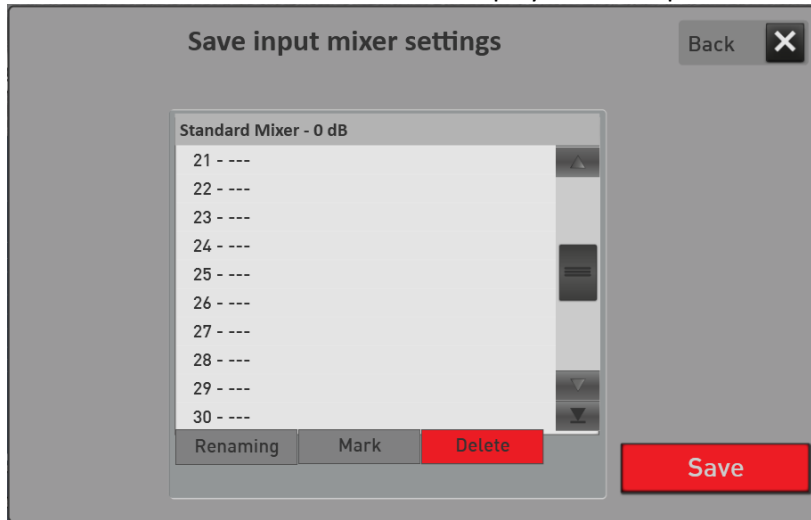 Save input mixer settings
Back
Standard Mixer - 0 dB
21 - ---
22 - ---
23 - ---
24 - ---
25 - ---
26 - ---
27 - ---
28 - ---
29 - ---
30 - ---
Renaming Mark Delete
Save